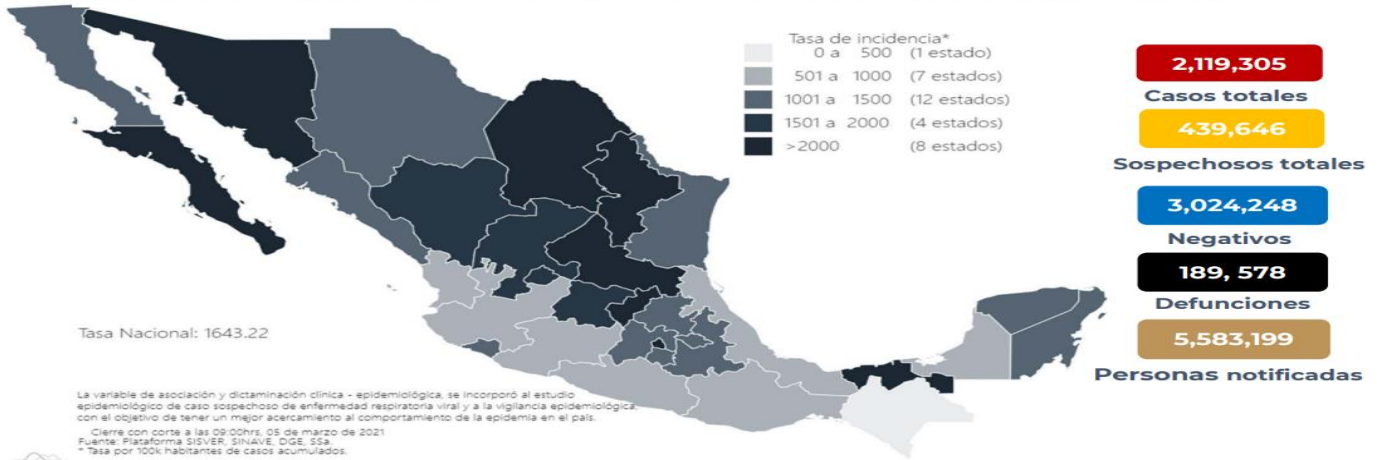 Tasa de incidencia*
0 a 500 (1 estado)
501 a 1000 (7 estados)
1001 a 1500 (12 estados)
1501 a 2000 (4 estados)
>2000 (8 estados)
2,119,305
Casos totales
439,646
Sospechosos totales
3,024,248
Negativos
189, 578
Defunciones
5,583,199
Personas notificadas
Tasa Nacional: 1643.22
La variable de asociación y dictaminación clínica - epidemiológica, se incorporó al estudio
epidemiológico de caso sospechoso de enfermedad respiratoria viral y a la vigilancia epidemiológica,
con el objetivo de tener un mejor acercamiento al comportamiento de la epidemia en el país.
Cierre con corte a las 09:00hrs, 05 de marzo de 2021
Fuente: Plataforma SISVER, SINAVE, DGE, SSa.
* Tasa por 100k habitantes de casos acumulados.